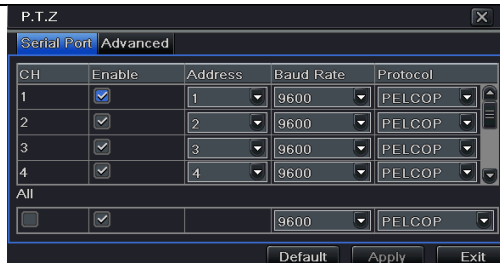 P.T.Z
Serial Port Advanced
CH Enable Address Baud Rate Protocol
1 1 9600 PELCOP
2 2 9600 PELCOP
3 3 9600 PELCOP
4 4 9600 PELCOP
All
9600 PELCOP
Default Apply Exit